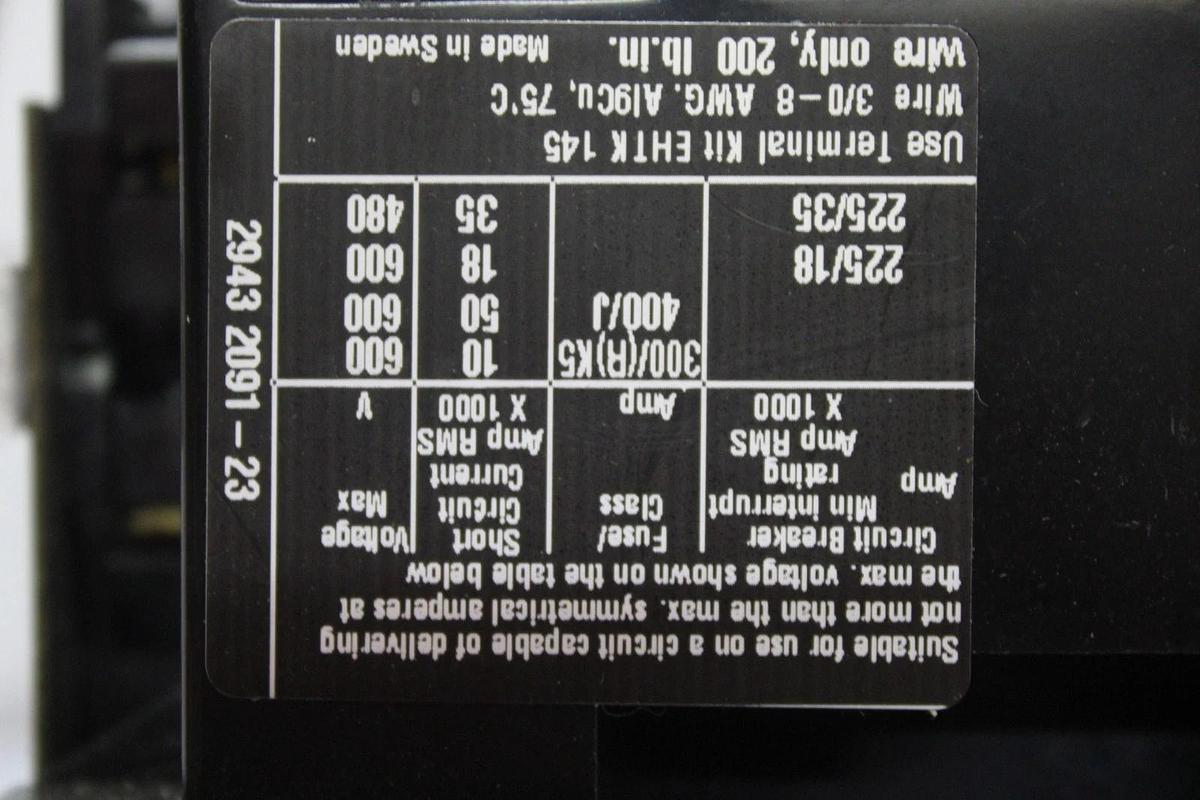 Suitable for use on a circuit capable of delivering
not more than the max. symmetrical amperes at
the max. voltage shown on the table below
Circuit Breaker Fuse/ Short Voltage
Min interrupt Class Circuit Max
Amp rating Current
Amp RMS Amp RMS
X 1000 Amp X 1000 V
300/(R)K5 10 600
400/J 50 600
225/18 18 600
225/35 35 480
Use Terminal Kit EHTK 145
Wire 3/0-8 AWG. Al9Cu, 75°C
wire only, 200 lb.in. Made in Sweden
2943 2091-23